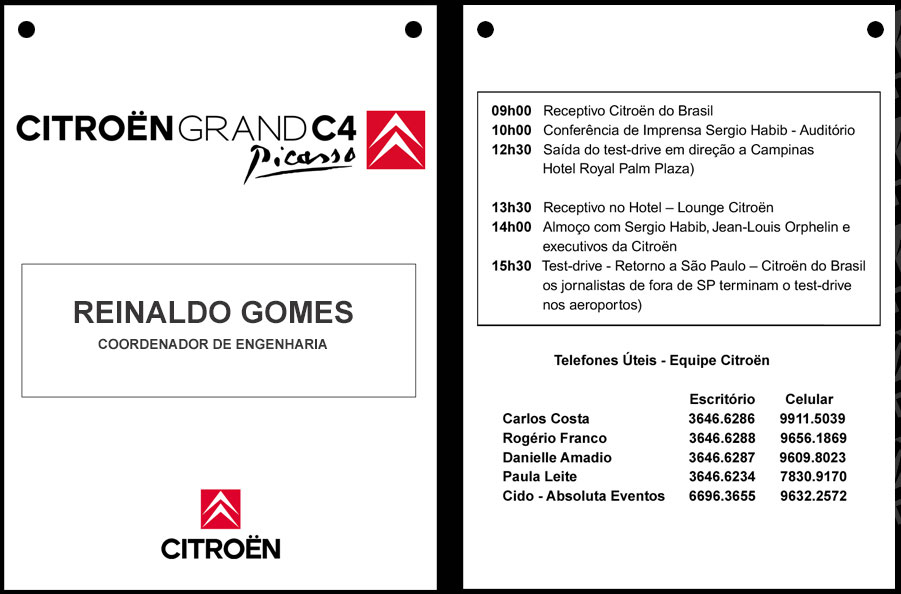 CITROËN GRAND C4
Picasso
REINALDO GOMES
COORDENADOR DE ENGENHARIA
CITROËN
09h00 Receptivo Citroën do Brasil
10h00 Conferência de Imprensa Sergio Habib - Auditório
12h30 Saída do test-drive em direção a Campinas
Hotel Royal Palm Plaza)
13h30 Receptivo no Hotel – Lounge Citroën
14h00 Almoço com Sergio Habib, Jean-Louis Orphelin e
executivos da Citroën
15h30 Test-drive - Retorno a São Paulo – Citroën do Brasil
os jornalistas de fora de SP terminam o test-drive
nos aeroportos)
Telefones Úteis - Equipe Citroën
Escritório Celular
Carlos Costa 3646.6286 9911.5039
Rogério Franco 3646.6288 9656.1869
Danielle Amadio 3646.6287 9609.8023
Paula Leite 3646.6234 7830.9170
Cido - Absoluta Eventos 6696.3655 9632.2572